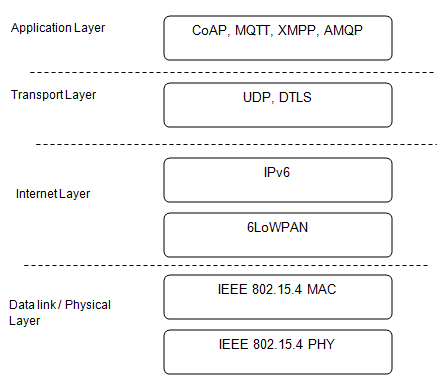 Application Layer
CoAP, MQTT, XMPP, AMQP
Transport Layer
UDP, DTLS
Internet Layer
IPv6
6LoWPAN
Data link / Physical
Layer
IEEE 802.15.4 MAC
IEEE 802.15.4 PHY